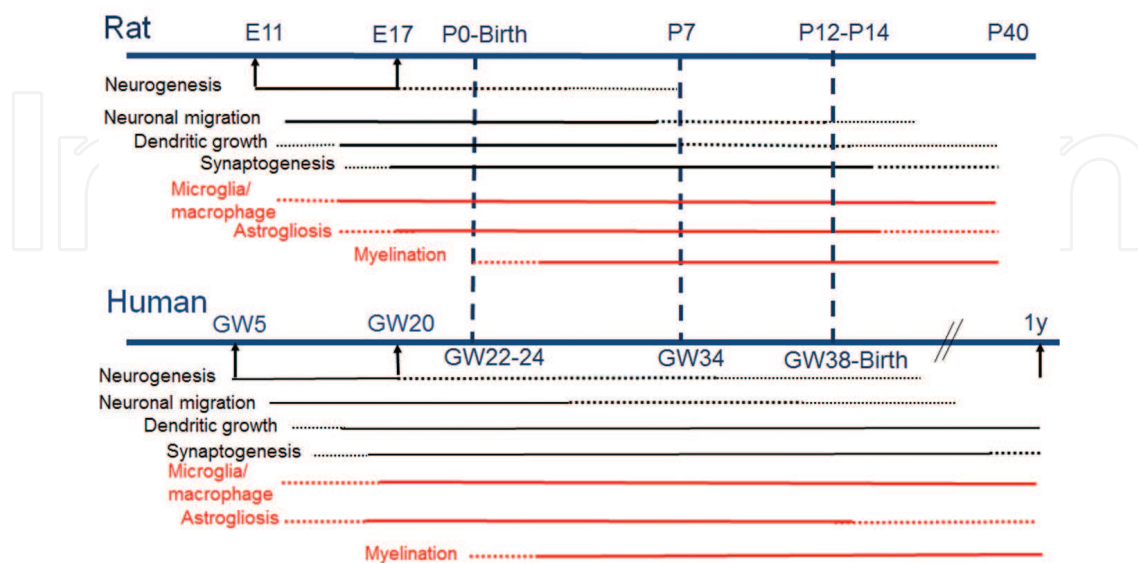 Rat
E11 E17 P0-Birth P7 P12-P14 P40
Neurogenesis
Neuronal migration
Dendritic growth
Synaptogenesis
Microglia/
macrophage
Astrogliosis
Myelination
Human
GW5 GW20 1y
GW22-24 GW34 GW38-Birth
Neurogenesis
Neuronal migration
Dendritic growth
Synaptogenesis
Microglia/
macrophage
Astrogliosis
Myelination